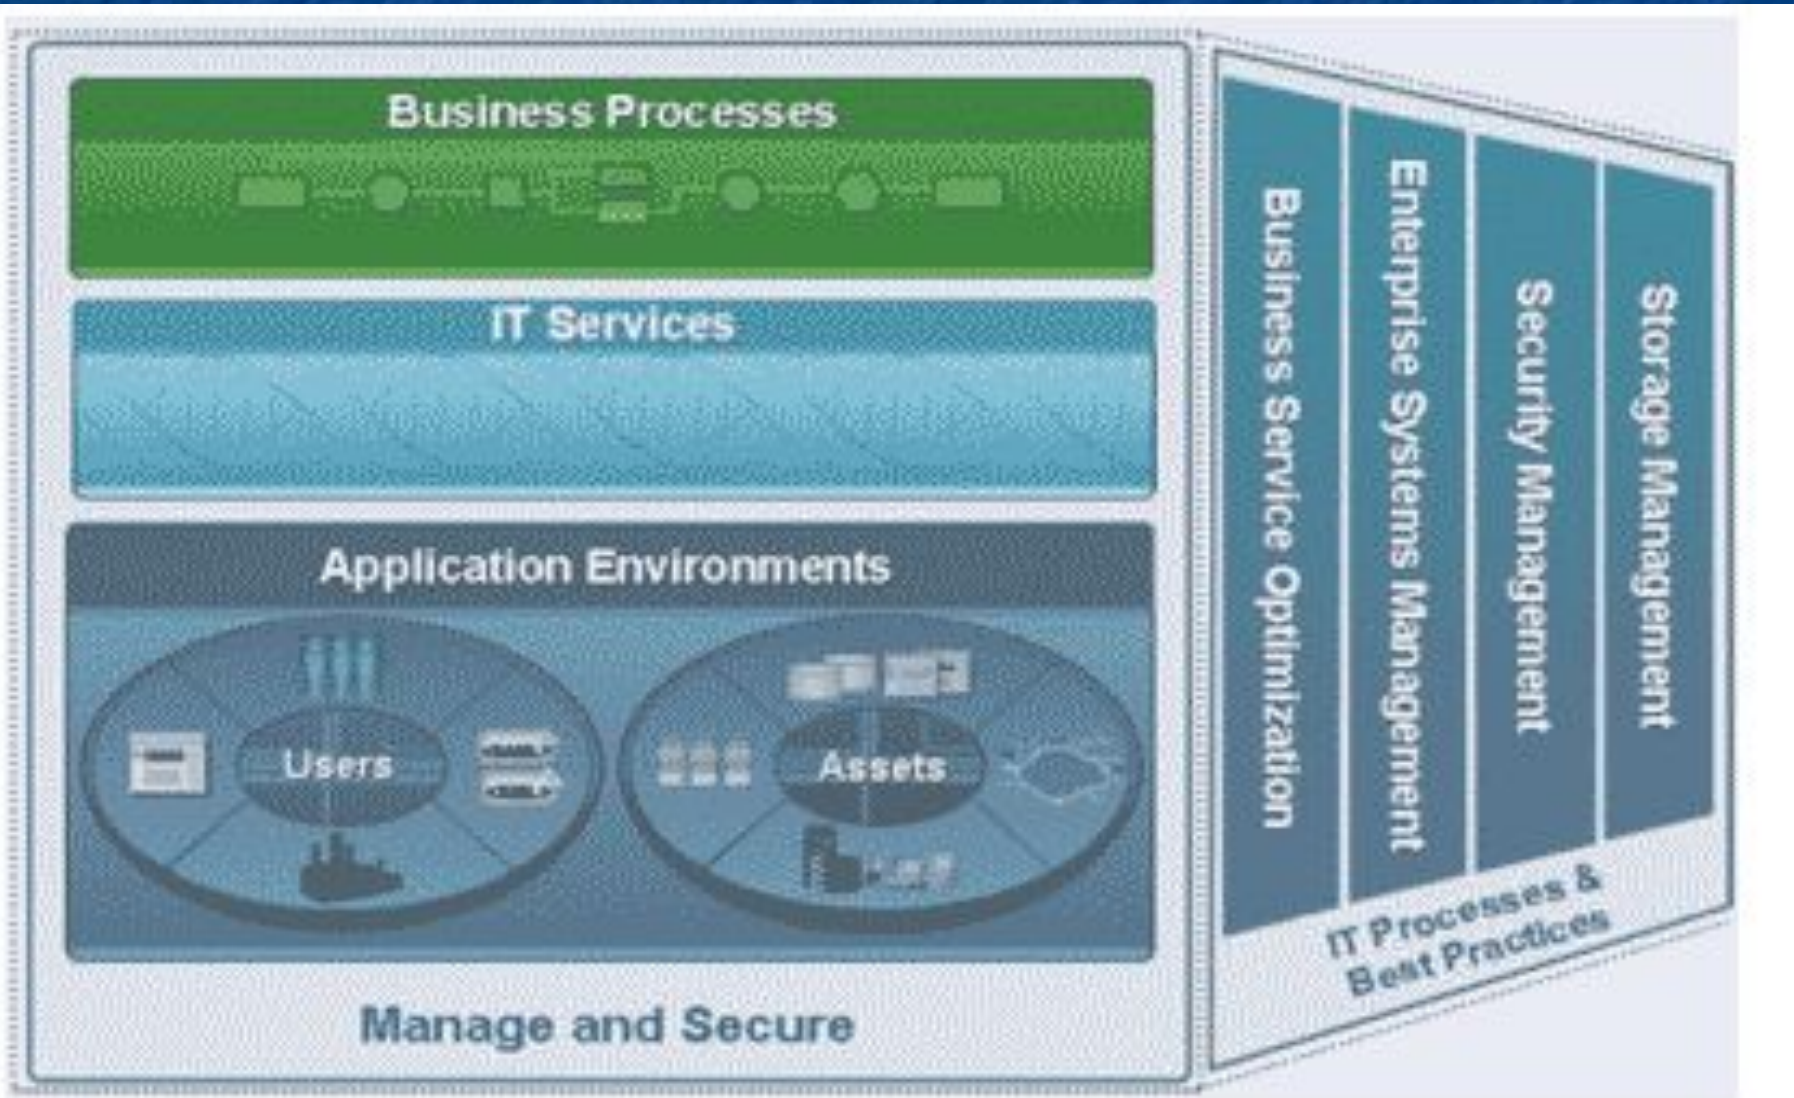 Business Processes
IT Services
Application Environments
Users
Assets
Manage and Secure
Business Service Optimization
Enterprise Systems Management
Security Management
Storage Management
IT Processes &
Best Practices